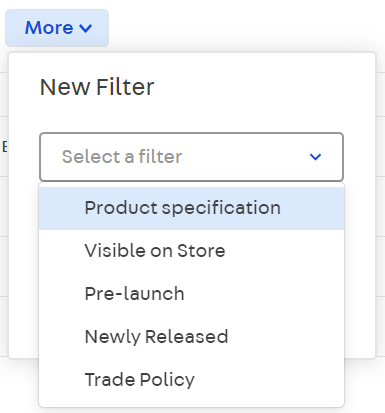 More
New Filter
Select a filter
Product specification
Visible on Store
Pre-launch
Newly Released
Trade Policy